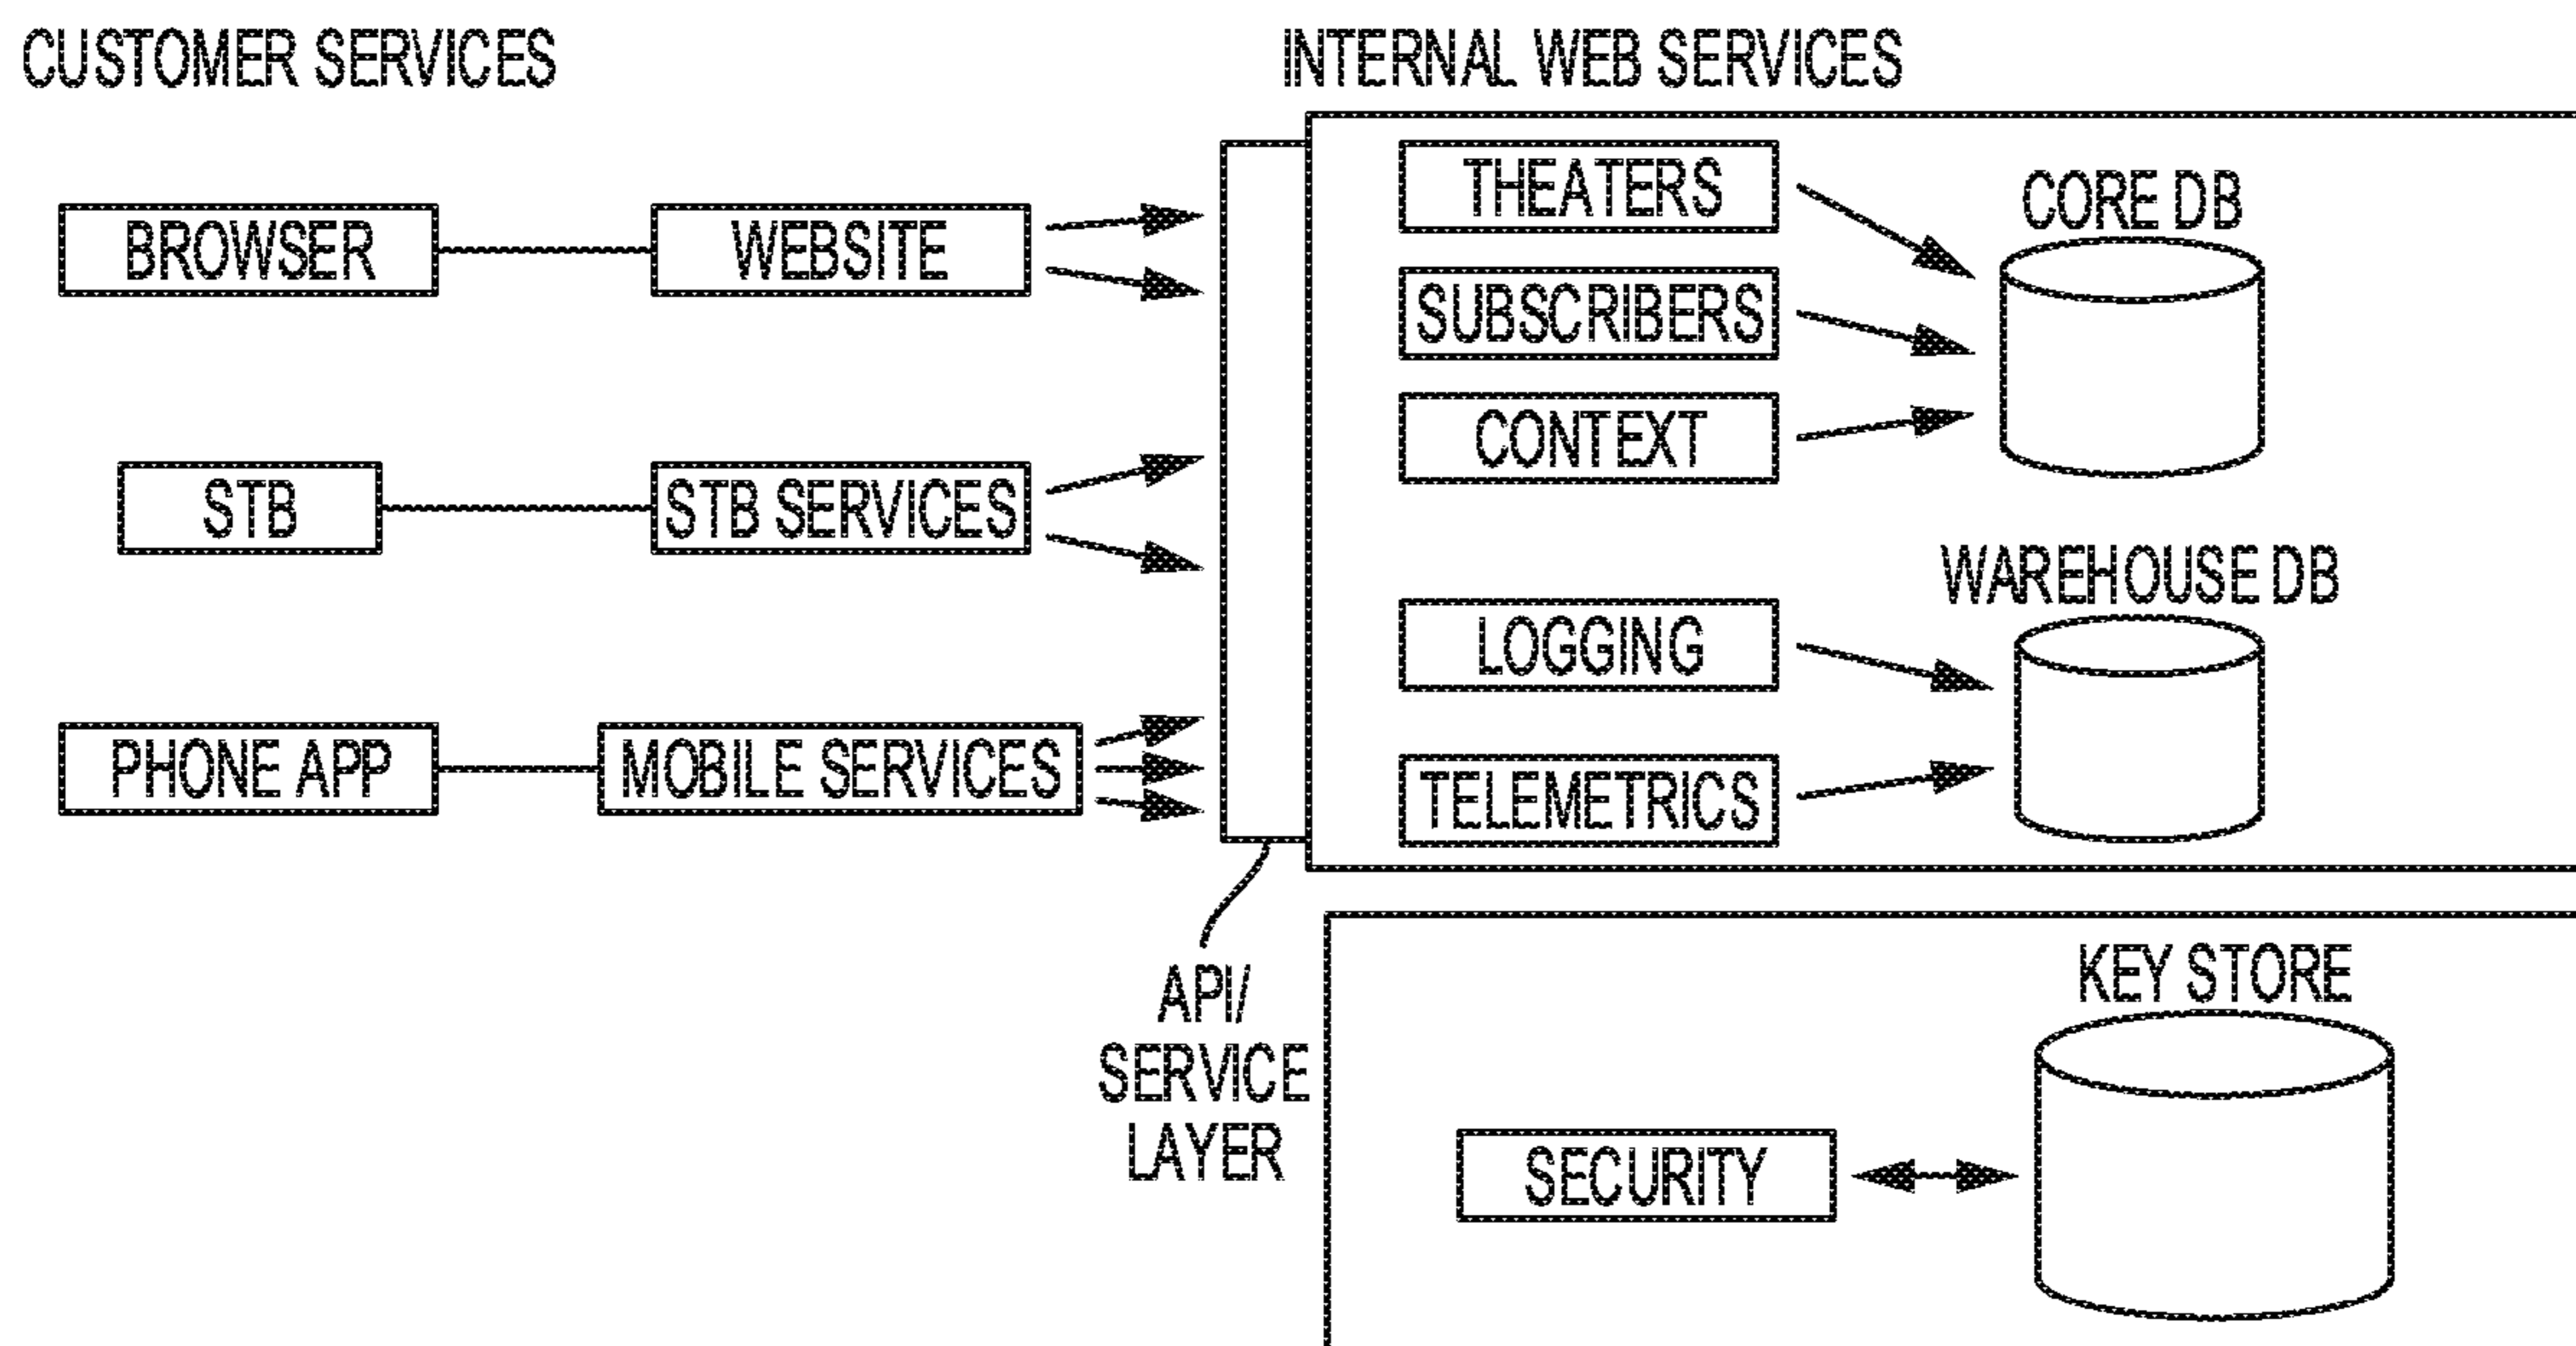 CUSTOMER SERVICES
INTERNAL WEB SERVICES
BROWSER
WEBSITE
STB
STB SERVICES
PHONE APP
MOBILE SERVICES
API/
SERVICE
LAYER
THEATERS
SUBSCRIBERS
CONTEXT
CORE DB
LOGGING
TELEMETRICS
WAREHOUSE DB
SECURITY
KEY STORE